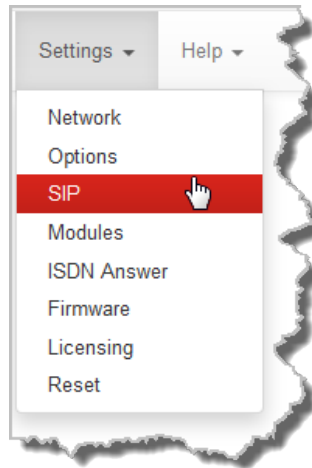 Settings Help
Network
Options
SIP
Modules
ISDN Answer
Firmware
Licensing
Reset